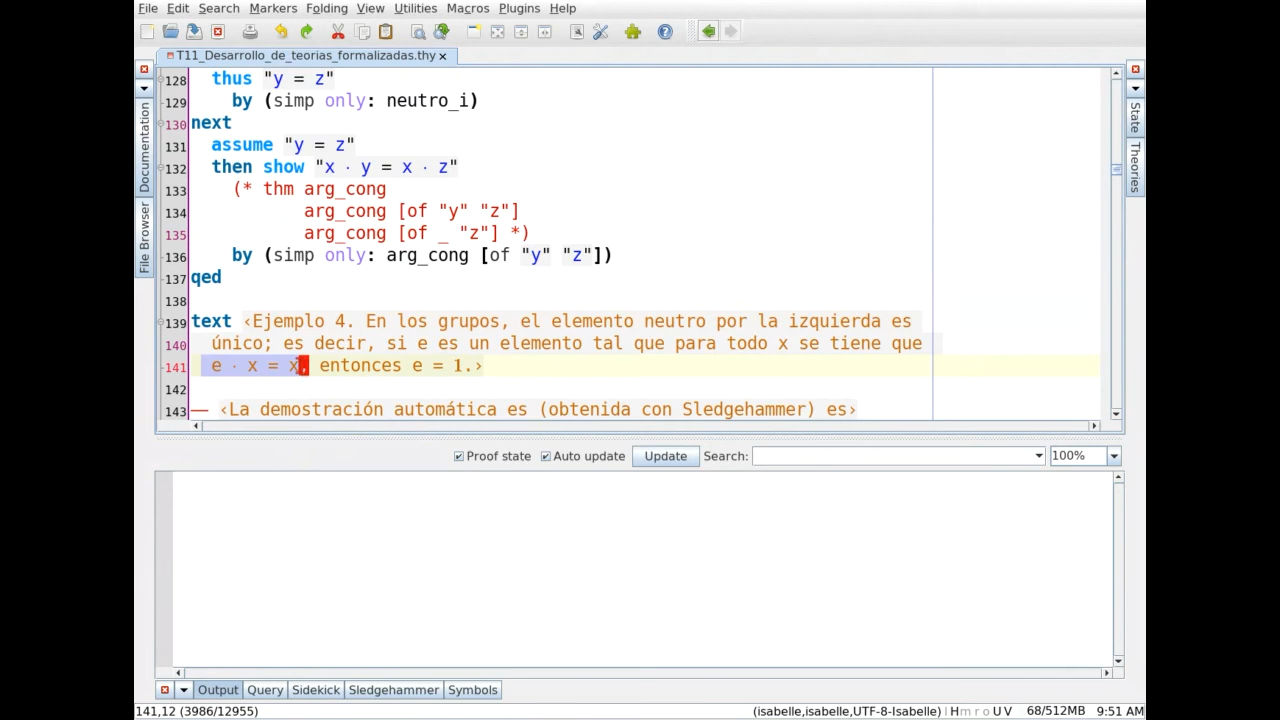 File Edit Search Markers Folding View Utilities Macros Plugins Help
T11_Desarrollo_de_teorias_formalizadas.thy
128 thus "y = z"
129 by (simp only: neutro_i)
130 next
131 assume "y = z"
132 then show "x · y = x · z"
133 (* thm arg_cong
134 arg_cong [of "y" "z"]
135 arg_cong [of _ "z"] *)
136 by (simp only: arg_cong [of "y" "z"])
137 qed
138
139 text ‹Ejemplo 4. En los grupos, el elemento neutro por la izquierda es
140 único; es decir, si e es un elemento tal que para todo x se tiene que
141 e · x = x, entonces e = 1.›
142
143 — ‹La demostración automática es (obtenida con Sledgehammer) es›
Documentation
File Browser
State
Theories
Proof state Auto update Update Search: 100%
Output Query Sidekick Sledgehammer Symbols
141,12 (3986/12955) (isabelle,isabelle,UTF-8-Isabelle) H m r o U V 68/512MB 9:51 AM